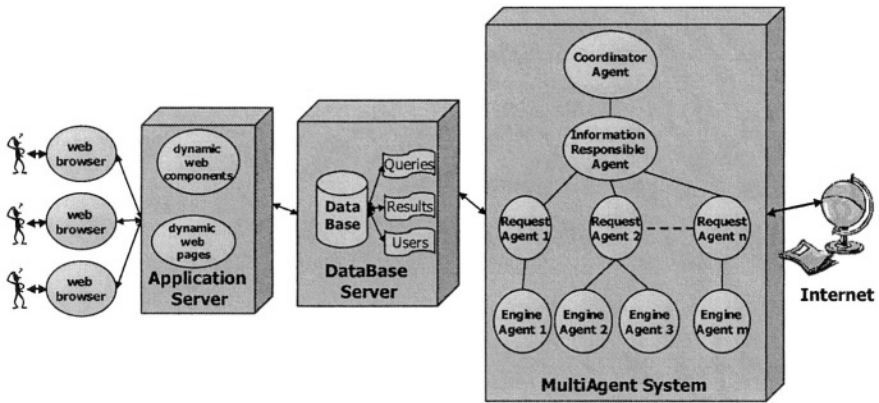 web
browser
web
browser
web
browser
dynamic
web
components
dynamic
web
pages
Application
Server
Data
Base
Queries
Results
Users
DataBase
Server
Coordinator
Agent
Information
Responsible
Agent
Request
Agent 1
Request
Agent 2
Request
Agent n
Engine
Agent 1
Engine
Agent 2
Engine
Agent 3
Engine
Agent m
MultiAgent System
Internet